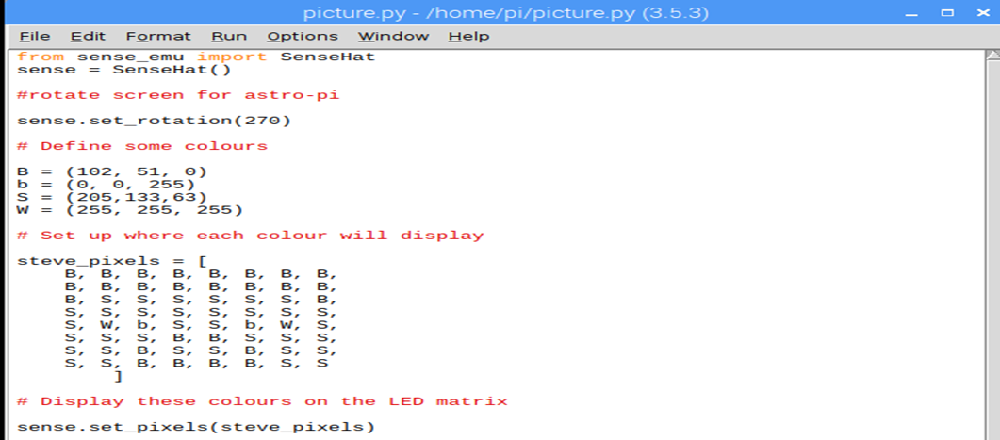 picture.py - /home/pi/picture.py (3.5.3)
File Edit Format Run Options Window Help
from sense_emu import SenseHat
sense = SenseHat()
#rotate screen for astro-pi
sense.set_rotation(270)
# Define some colours
B = (102, 51, 0)
b = (0, 0, 255)
S = (205,133,63)
W = (255, 255, 255)
# Set up where each colour will display
steve_pixels = [
B, B, B, B, B, B, B, B,
B, B, B, B, B, B, B, B,
B, S, S, S, S, S, S, B,
S, S, S, S, S, S, S, S,
S, W, b, S, S, b, W, S,
S, S, S, B, B, S, S, S,
S, S, B, S, S, B, S, S,
S, S, B, B, B, B, S, S
]
# Display these colours on the LED matrix
sense.set_pixels(steve_pixels)